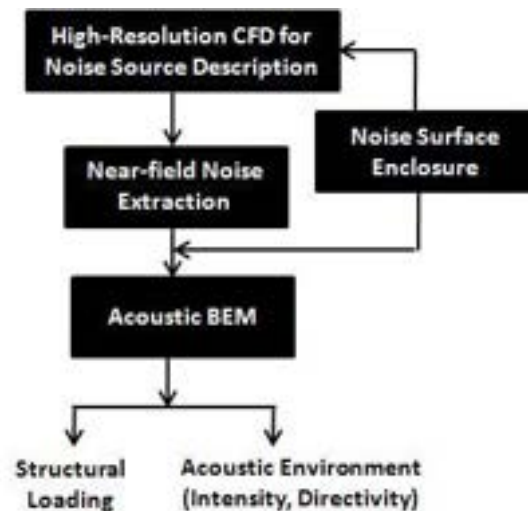 High-Resolution CFD for
Noise Source Description
Noise Surface
Enclosure
Near-field Noise
Extraction
Acoustic BEM
Structural
Loading
Acoustic Environment
(Intensity, Directivity)